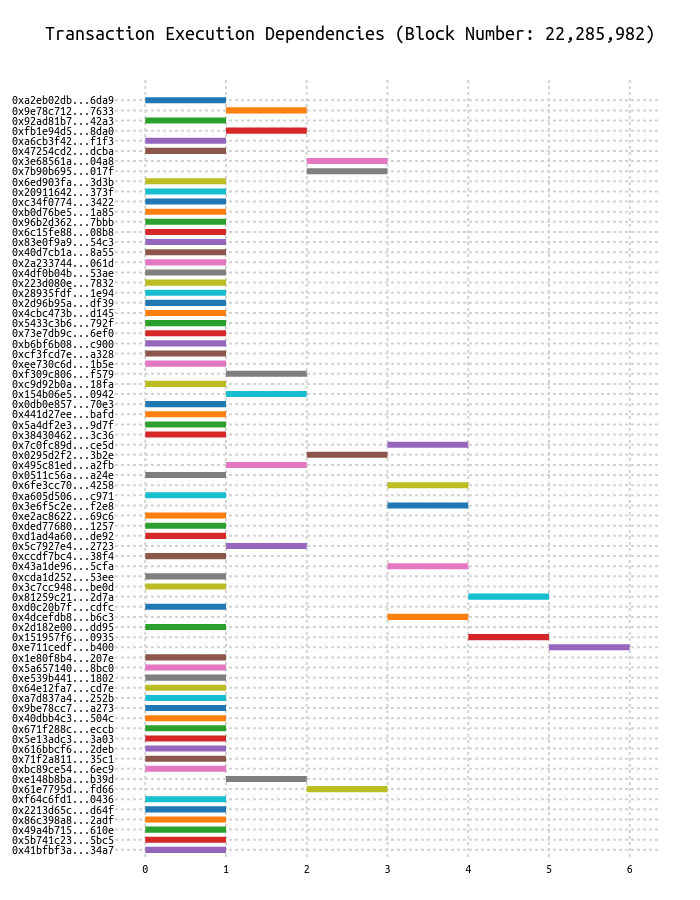 Transaction Execution Dependencies (Block Number: 22,285,982)
0xa2eb02db...6da9
0x9e78c712...7633
0x92ad81b7...42a3
0xfb1e94d5...8da0
0xa6cb3f42...f1f3
0x47254cd2...dcba
0x3e68561a...04a8
0x7b90b695...017f
0x6ed903fa...3d3b
0x20911642...373f
0xc34f0774...3422
0xb0d76be5...1a85
0x96b2d362...7bbb
0x6c15fe88...08b8
0x83e0f9a9...54c3
0x40d7cb1a...8a55
0x2a233744...061d
0x4df0b04b...53ae
0x223d080e...7832
0x28935fdf...1e94
0x2d96b95a...df39
0x4cbc473b...d145
0x5433c3b6...792f
0x73e7db9c...6ef0
0xb6bf6b08...c900
0xcf3fcd7e...a328
0xee730c6d...1b5e
0xf309c806...f579
0xc9d92b0a...18fa
0x154b06e5...0942
0x0db0e857...70e3
0x441d27ee...bafd
0x5a4df2e3...9d7f
0x38430462...3c36
0x7c0fc89d...ce5d
0x0295d2f2...3b2e
0x495c81ed...a2fb
0x0511c56a...a24e
0x6fe3cc70...4258
0xa605d506...c971
0x3e6f5c2e...f2e8
0xe2ac8622...69c6
0xded77680...1257
0xd1ad4a60...de92
0x5c7927e4...2723
0xccdf7bc4...38f4
0x43a1de96...5cfa
0xcda1d252...53ee
0x3c7cc948...be0d
0x81259c21...2d7a
0xd0c20b7f...cdfc
0x4dcefdb8...b6c3
0x2d182e00...dd95
0x151957f6...0935
0xe711cedf...b400
0x1e80f8b4...207e
0x5a657140...8bc0
0xe539b441...1802
0x64e12fa7...cd7e
0xa7d837a4...252b
0x9be78cc7...a273
0x40dbb4c3...504c
0x671f288c...eccb
0x5e13adc3...3a03
0x616bbcf6...2deb
0x71f2a811...35c1
0xbc89ce54...6ec9
0xe148b8ba...b39d
0x61e7795d...fd66
0xf64c6fd1...0436
0x2213d65c...d64f
0x86c398a8...2adf
0x49a4b715...610e
0x5b741c23...5bc5
0x41bfbf3a...34a7
0 1 2 3 4 5 6